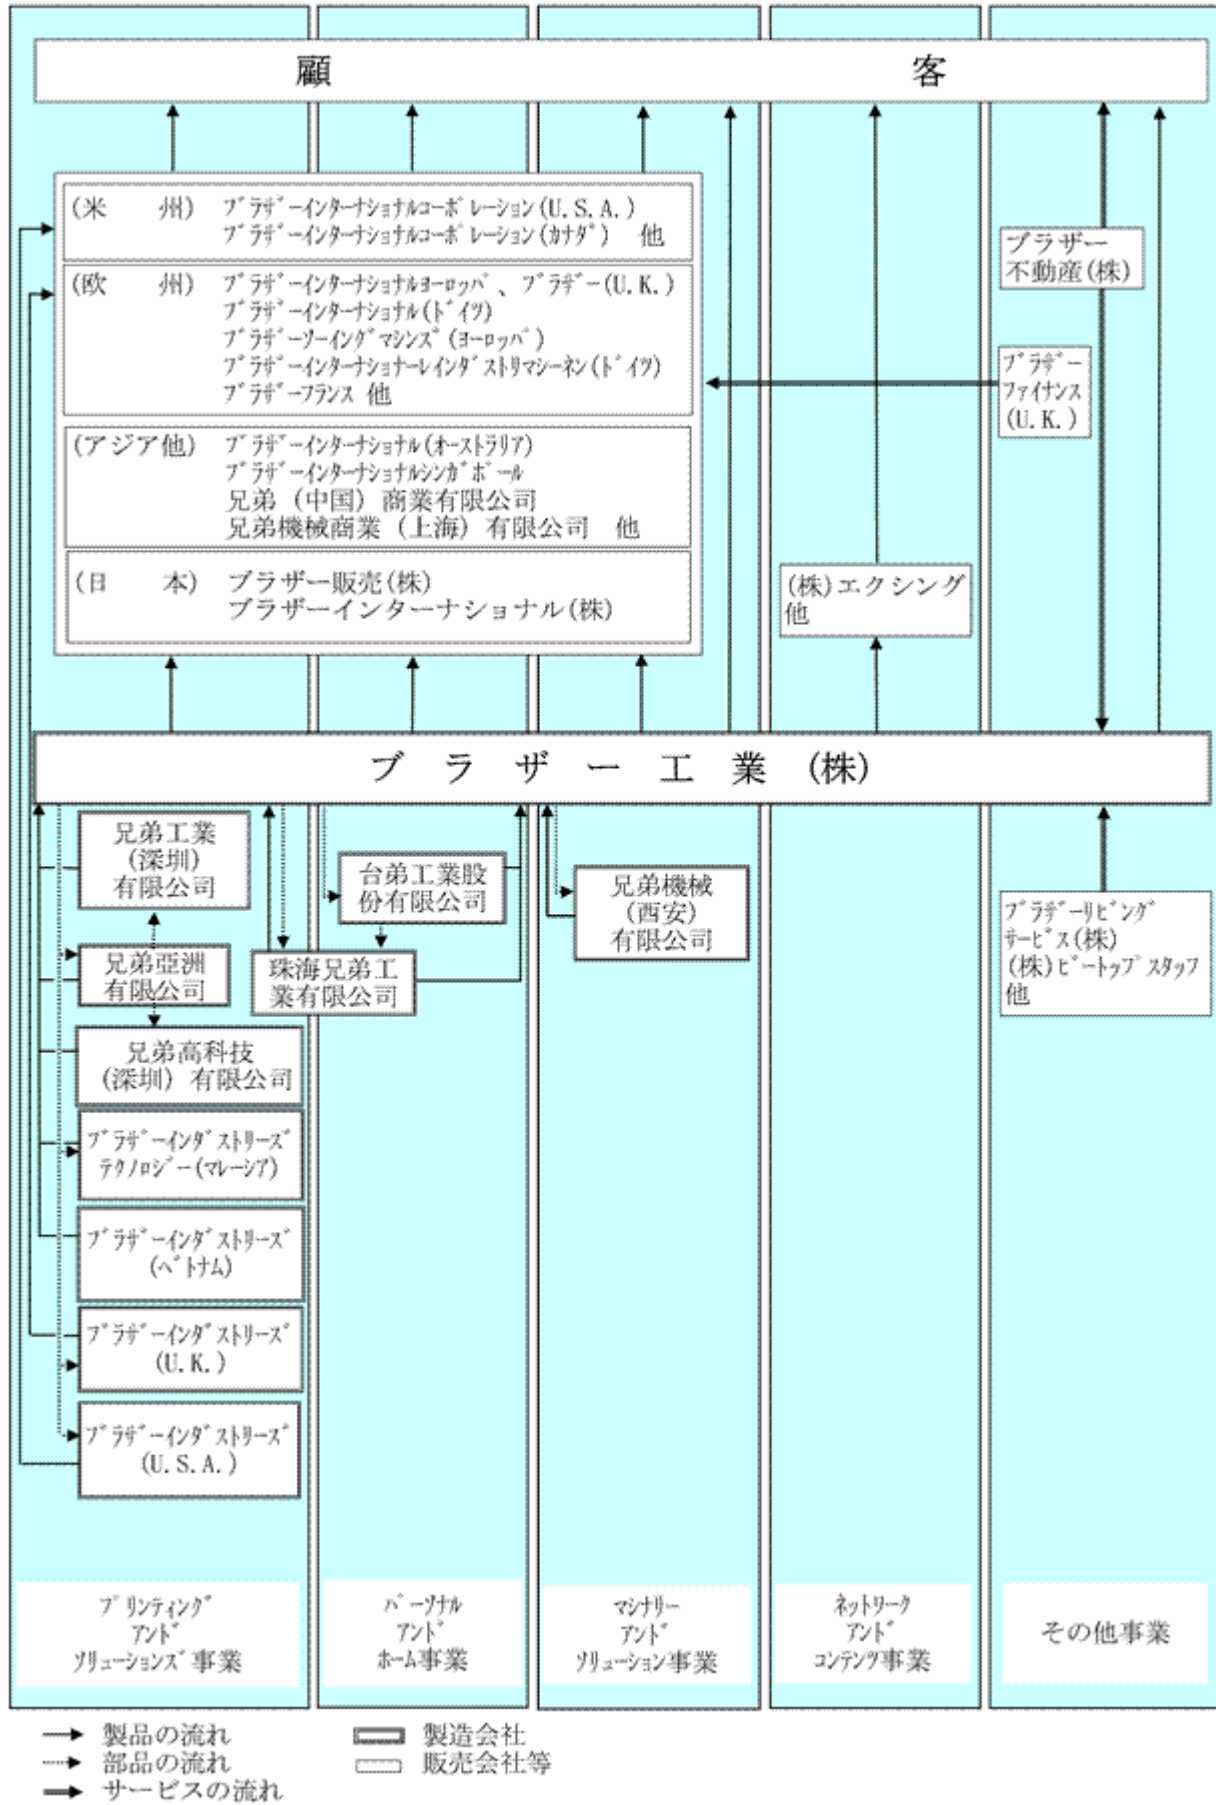 顧客
(米 州) ブラザーインターナショナルコーポレーション(U.S.A.)
ブラザーインターナショナルコーポレーション(カナダ) 他
(欧 州) ブラザーインターナショナルヨーロッパ、ブラザー(U.K.)
ブラザーインターナショナル(ドイツ)
ブラザーソーイングマシンズ(ヨーロッパ)
ブラザーインターナショナーレインダストリマシーネン(ドイツ)
ブラザーフランス 他
(アジア他) ブラザーインターナショナル(オーストラリア)
ブラザーインターナショナルシンガポール
兄弟(中国)商業有限公司
兄弟機械商業(上海)有限公司 他
(日 本) ブラザー販売(株)
ブラザーインターナショナル(株)
(株)エクシング
他
ブラザー
不動産(株)
ブラザー
ファイナンス
(U.K.)
ブラザー工業(株)
兄弟工業
(深圳)
有限公司
兄弟亞洲
有限公司
兄弟高科技
(深圳)有限公司
ブラザーインダストリーズ
テクノロジー(マレーシア)
ブラザーインダストリーズ
(ベトナム)
ブラザーインダストリーズ
(U.K.)
ブラザーインダストリーズ
(U.S.A.)
珠海兄弟工
業有限公司
台弟工業股
份有限公司
兄弟機械
(西安)
有限公司
ブラザーリビング
サービス(株)
(株)ビートップスタッフ
他
プリンティング
アンド
ソリューションズ事業
パーソナル
アンド
ホーム事業
マシナリー
アンド
ソリューション事業
ネットワーク
アンド
コンテンツ事業
その他事業
製品の流れ
部品の流れ
サービスの流れ
製造会社
販売会社等